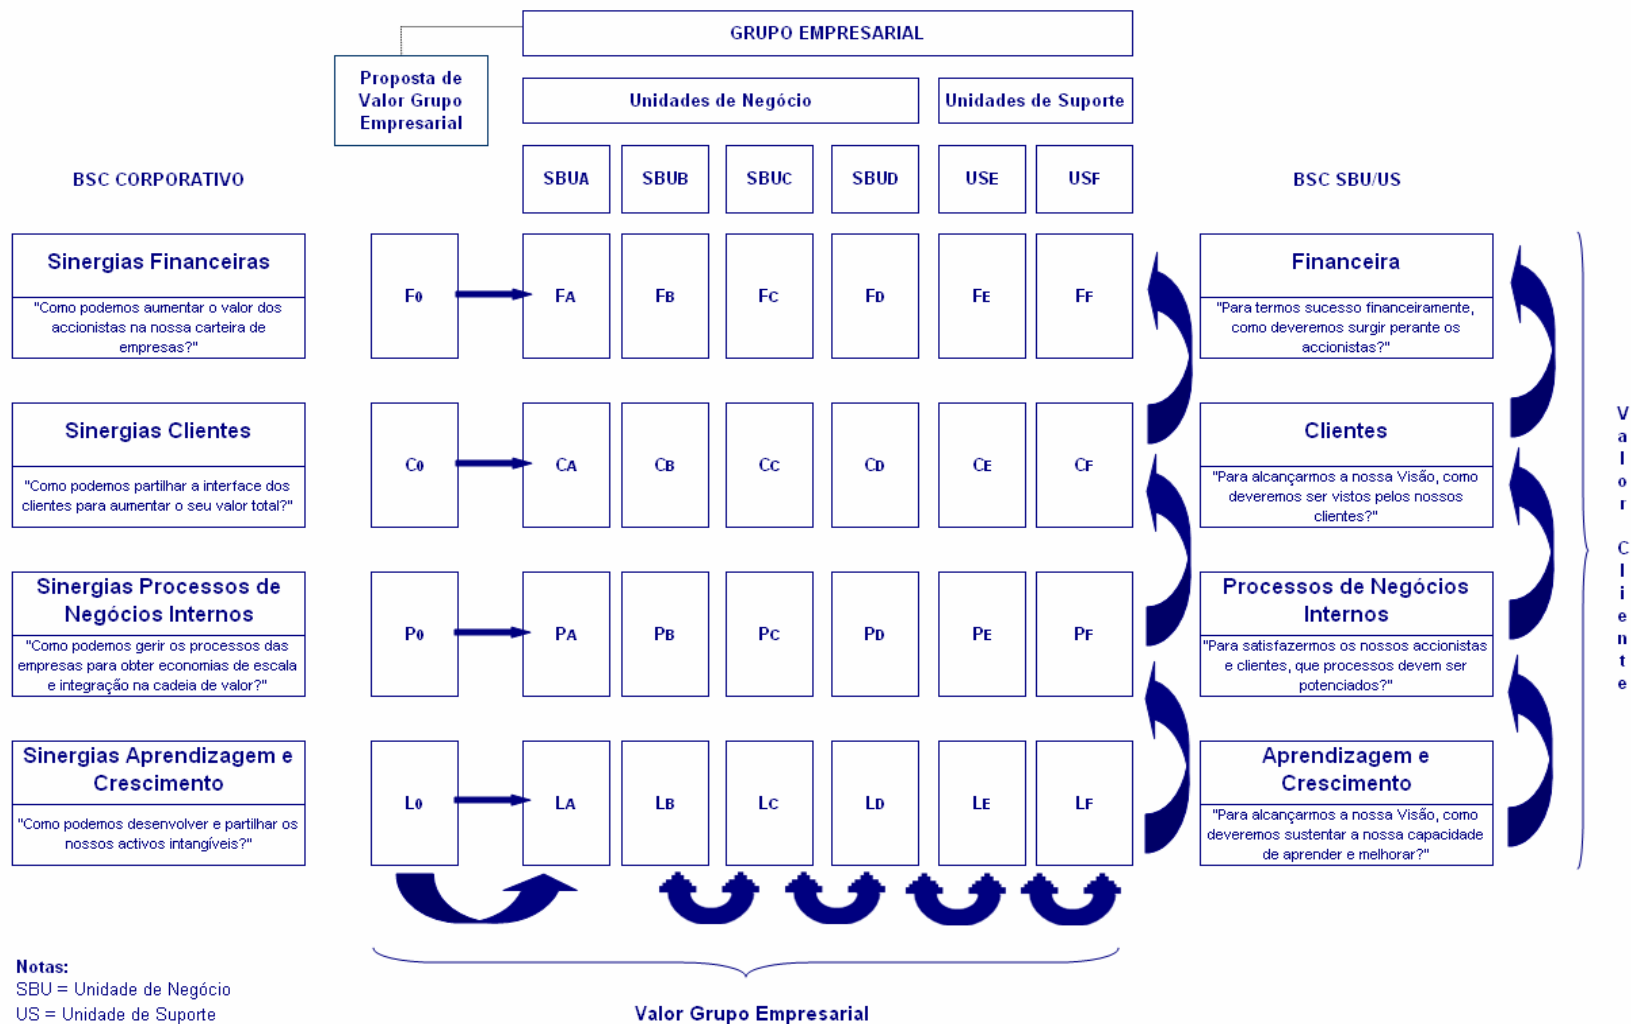 GRUPO EMPRESARIAL
Proposta de
Valor Grupo
Empresarial
Unidades de Negócio
Unidades de Suporte
BSC CORPORATIVO
SBUA
SBUB
SBUC
SBUD
USE
USF
BSC SBU/US
Sinergias Financeiras
"Como podemos aumentar o valor dos
accionistas na nossa carteira de
empresas?"
F0
FA
FB
FC
FD
FE
FF
Financeira
"Para termos sucesso financeiramente,
como deveremos surgir perante os
accionistas?"
Sinergias Clientes
"Como podemos partilhar a interface dos
clientes para aumentar o seu valor total?"
C0
CA
CB
CC
CD
CE
CF
Clientes
"Para alcançarmos a nossa Visão, como
deveremos ser vistos pelos nossos
clientes?"
Sinergias Processos de
Negócios Internos
"Como podemos gerir os processos das
empresas para obter economias de escala
e integração na cadeia de valor?"
P0
PA
PB
PC
PD
PE
PF
Processos de Negócios
Internos
"Para satisfazermos os nossos accionistas
e clientes, que processos devem ser
potenciados?"
Sinergias Aprendizagem e
Crescimento
"Como podemos desenvolver e partilhar os
nossos activos intangíveis?"
L0
LA
LB
LC
LD
LE
LF
Aprendizagem e
Crescimento
"Para alcançarmos a nossa Visão, como
deveremos sustentar a nossa capacidade
de aprender e melhorar?"
Valor Cliente
Notas:
SBU = Unidade de Negócio
US = Unidade de Suporte
Valor Grupo Empresarial